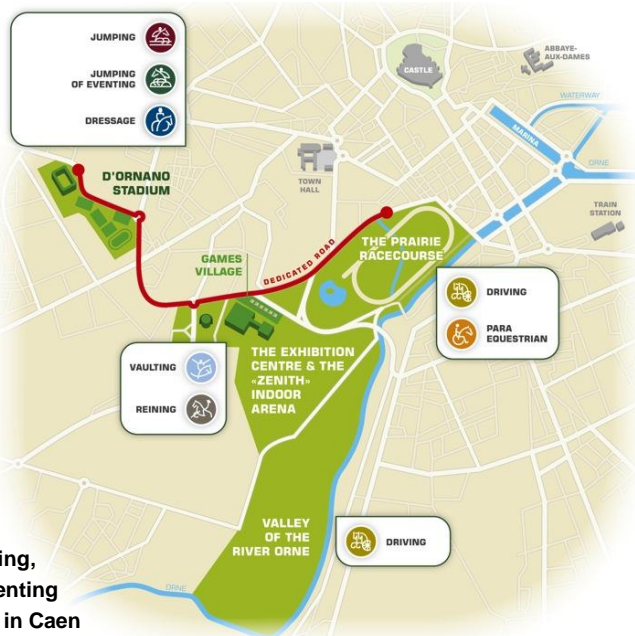 JUMPING
JUMPING
OF EVENTING
DRESSAGE
D'ORNANO
STADIUM
CASTLE
ABBAYE-
AUX-DAMES
WATERWAY
MARINA
ORNE
TRAIN
STATION
TOWN
HALL
GAMES
VILLAGE
DEDICATED ROAD
THE PRAIRIE
RACECOURSE
DRIVING
PARA
EQUESTRIAN
VAULTING
REINING
THE EXHIBITION
CENTRE & THE
«ZENITH»
INDOOR
ARENA
VALLEY
OF THE
RIVER ORNE
DRIVING
ORNE
ing,
enting
in Caen